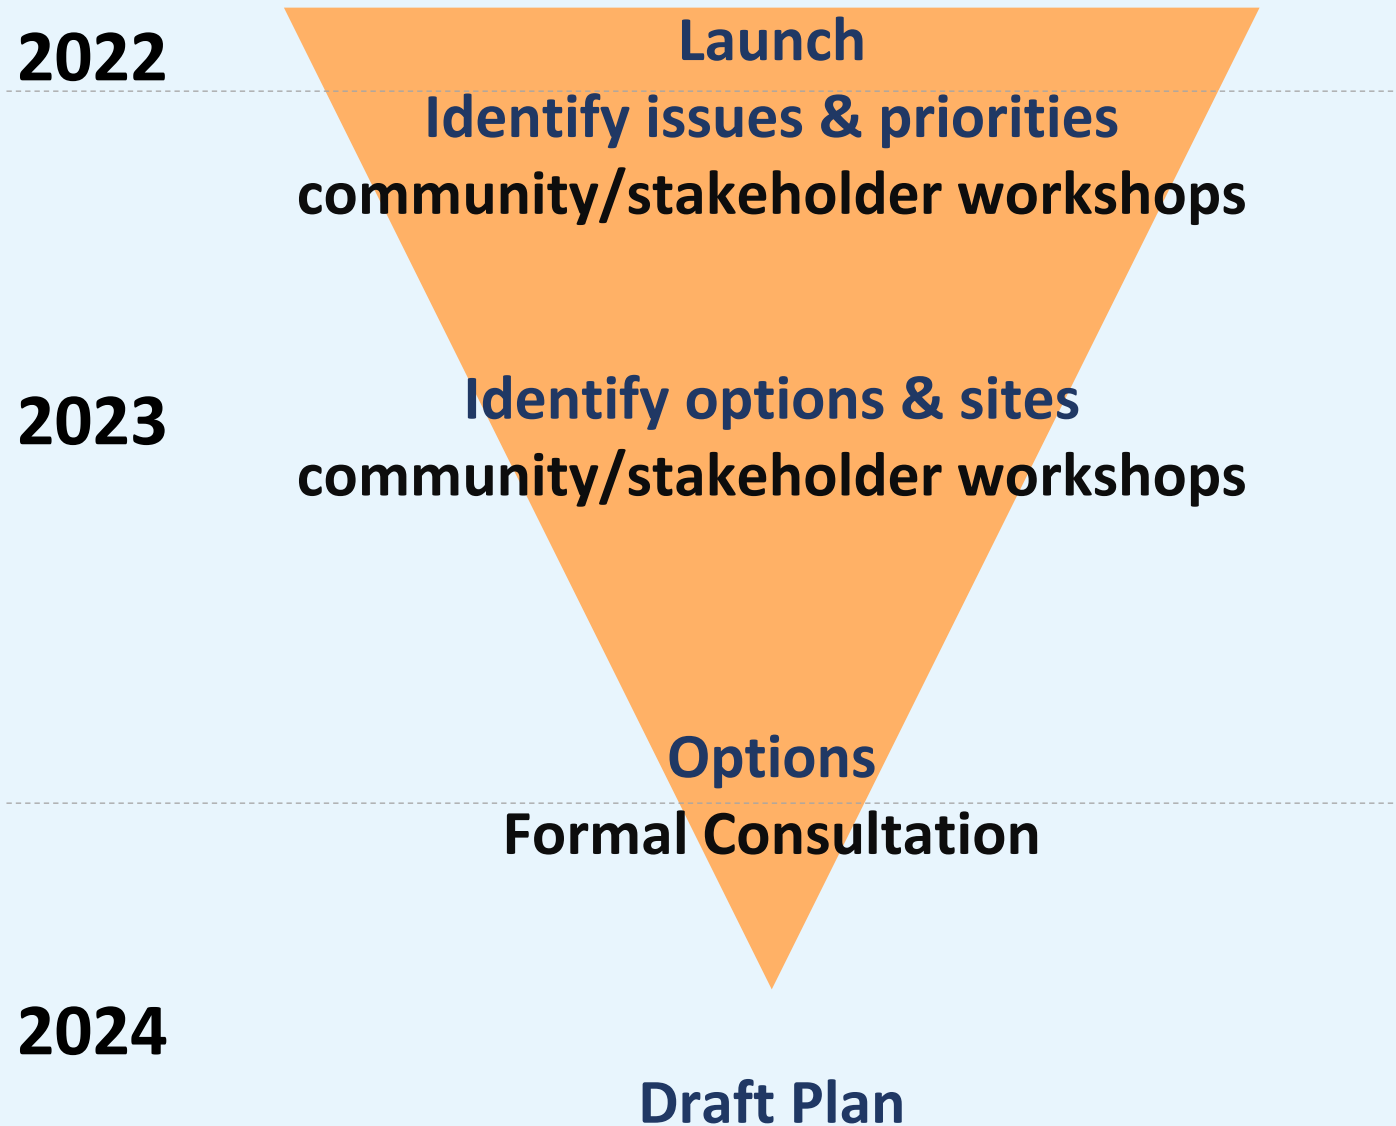 2022
Launch
Identify issues & priorities
community/stakeholder workshops
2023
Identify options & sites
community/stakeholder workshops
Options
Formal Consultation
2024
Draft Plan